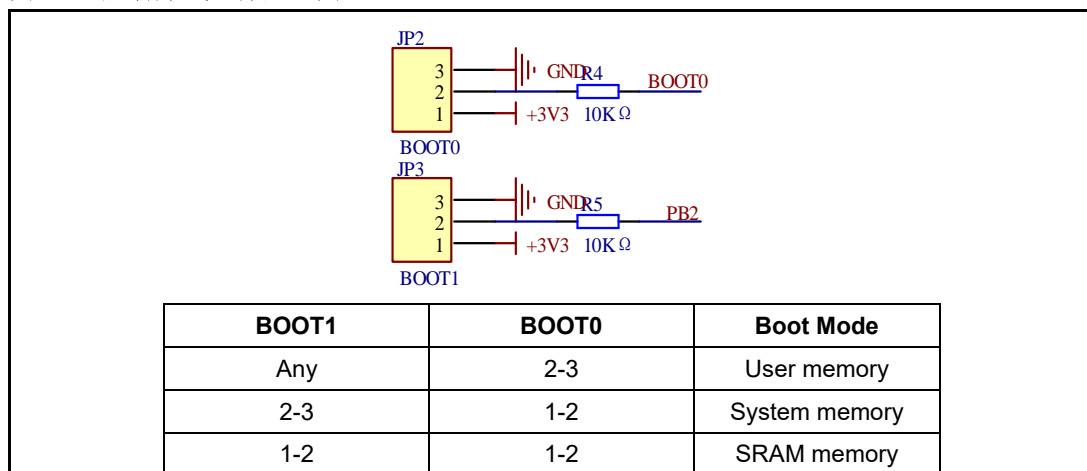 JP2
3
GND
R4
BOOT0
2
1
+3V3
10KΩ
BOOT0
JP3
3
GND
R5
PB2
2
1
+3V3
10KΩ
BOOT1
BOOT1 BOOT0 Boot Mode
Any 2-3 User memory
2-3 1-2 System memory
1-2 1-2 SRAM memory